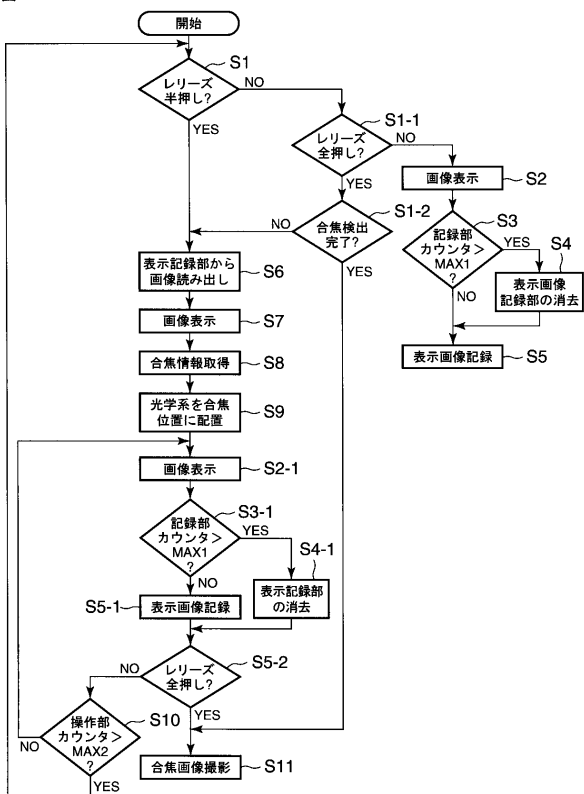 開始
S1
レリーズ
半押し?
NO
YES
S1-1
レリーズ
全押し?
NO
YES
画像表示
S2
S1-2
合焦検出
完了?
NO
YES
S3
記録部
カウンタ>
MAX1
?
YES
NO
S4
表示画像
記録部の消去
表示画像記録
S5
表示記録部から
画像読み出し
S6
画像表示
S7
合焦情報取得
S8
光学系を合焦
位置に配置
S9
画像表示
S2-1
S3-1
記録部
カウンタ>
MAX1
?
YES
NO
S4-1
表示記録部
の消去
S5-1
表示画像記録
S5-2
レリーズ
全押し?
NO
YES
S10
操作部
カウンタ>
MAX2
?
NO
YES
合焦画像撮影
S11